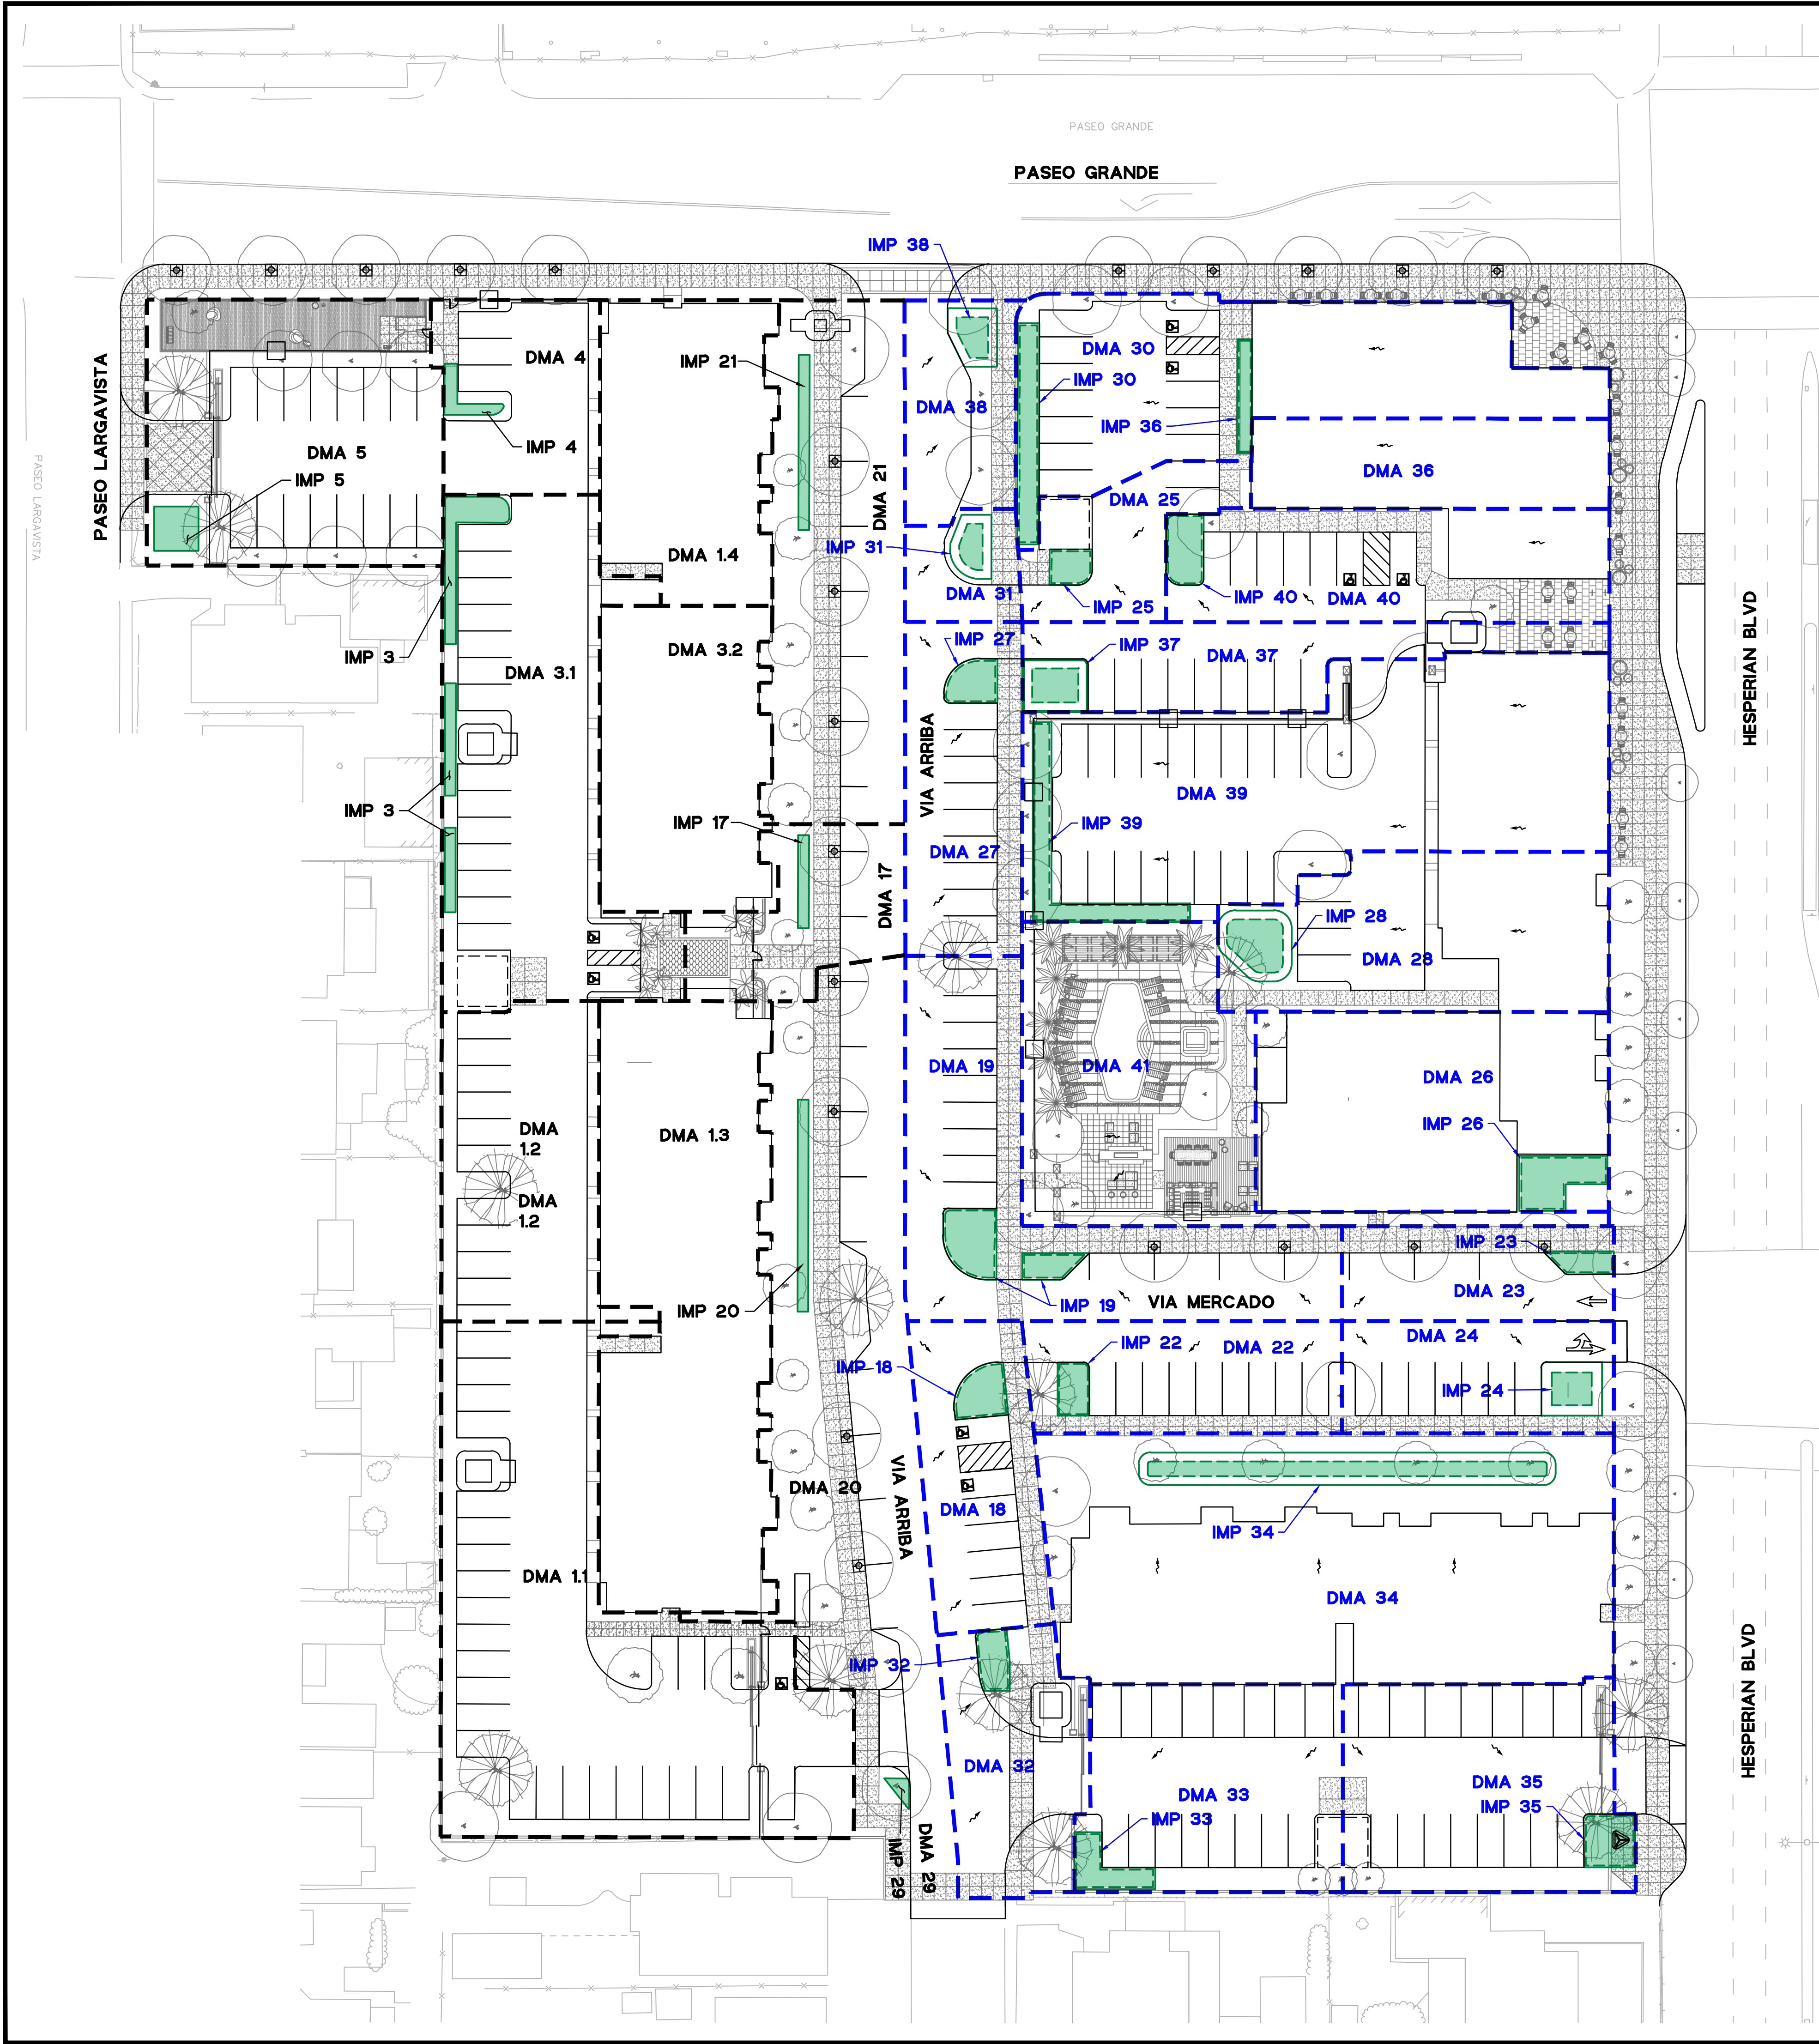 PASEO GRANDE
PASEO GRANDE
IMP 38
DMA 4
IMP 21
DMA 30
IMP 30
DMA 38
IMP 36
PASEO LARGAVISTA
PASEO LARGAVISTA
IMP 4
DMA 5
IMP 5
DMA 36
DMA 21
DMA 25
IMP 31
DMA 1.4
DMA 31
IMP 25
IMP 40
DMA 40
IMP 27
IMP 37
DMA 37
DMA 3.2
IMP 3
DMA 3.1
HESPERIAN BLVD
VIA ARRIBA
DMA 39
IMP 3
IMP 17
IMP 39
DMA 27
DMA 17
IMP 28
DMA 28
DMA 19
DMA 41
DMA 26
IMP 26
DMA
1.2
DMA 1.3
DMA
1.2
IMP 23
DMA 23
IMP 20
IMP 19
VIA MERCADO
IMP 22
DMA 22
DMA 24
IMP 18
IMP 24
DMA 20
VIA ARRIBA
DMA 18
IMP 34
DMA 1.1
DMA 34
IMP 32
HESPERIAN BLVD
DMA 32
DMA 33
DMA 35
IMP 33
IMP 35
IMP 29
DMA 29